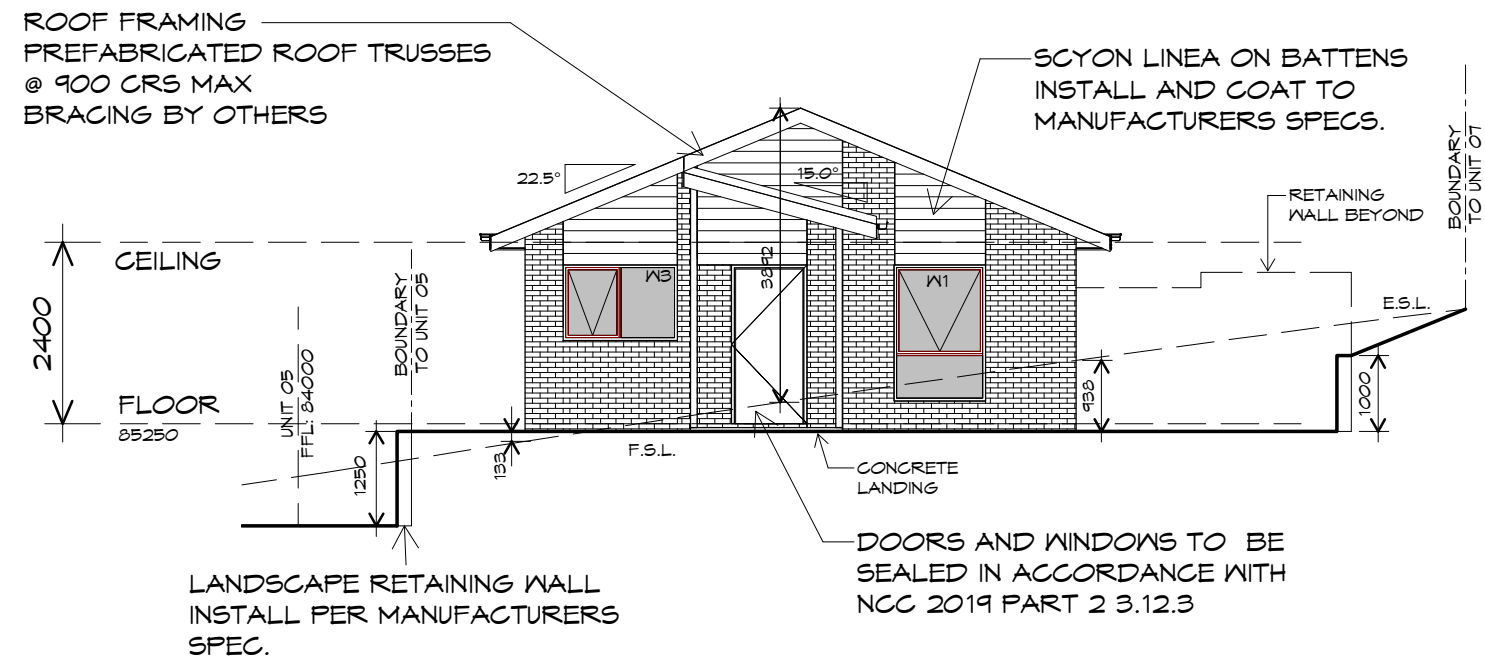 ROOF FRAMING
PREFABRICATED ROOF TRUSSES
@ 900 CRS MAX
BRACING BY OTHERS
SCYON LINEA ON BATTENS
INSTALL AND COAT TO
MANUFACTURERS SPECS.
BOUNDARY
TO UNIT 07
22.5°
15.0°
RETAINING
WALL BEYOND
CEILING
2400
BOUNDARY
TO UNIT 05
W3
3892
W1
E.S.L.
UNIT 05
FFL: 84000
FLOOR
85250
938
1000
1250
133
F.S.L.
CONCRETE
LANDING
DOORS AND WINDOWS TO BE
SEALED IN ACCORDANCE WITH
NCC 2019 PART 2 3.12.3
LANDSCAPE RETAINING WALL
INSTALL PER MANUFACTURERS
SPEC.